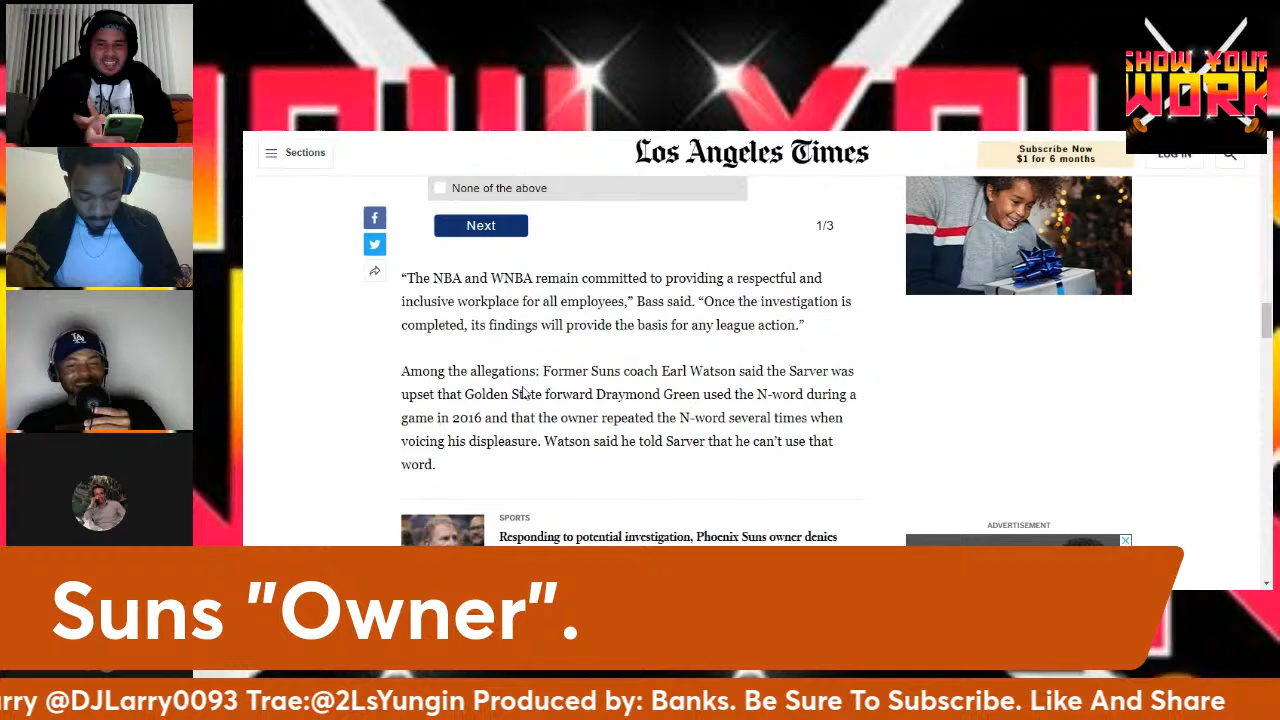 SHOW YOUR
WORK
Sections
Los Angeles Times
Subscribe Now
$1 for 6 months
LOG IN
None of the above
Next
1/3
“The NBA and WNBA remain committed to providing a respectful and
inclusive workplace for all employees,” Bass said. “Once the investigation is
completed, its findings will provide the basis for any league action.”
Among the allegations: Former Suns coach Earl Watson said the Sarver was
upset that Golden State forward Draymond Green used the N-word during a
game in 2016 and that the owner repeated the N-word several times when
voicing his displeasure. Watson said he told Sarver that he can’t use that
word.
SPORTS
Responding to potential investigation, Phoenix Suns owner denies
ADVERTISEMENT
Suns "Owner".
arry @DJLarry0093 Trae:@2LsYungin Produced by: Banks. Be Sure To Subscribe. Like And Share